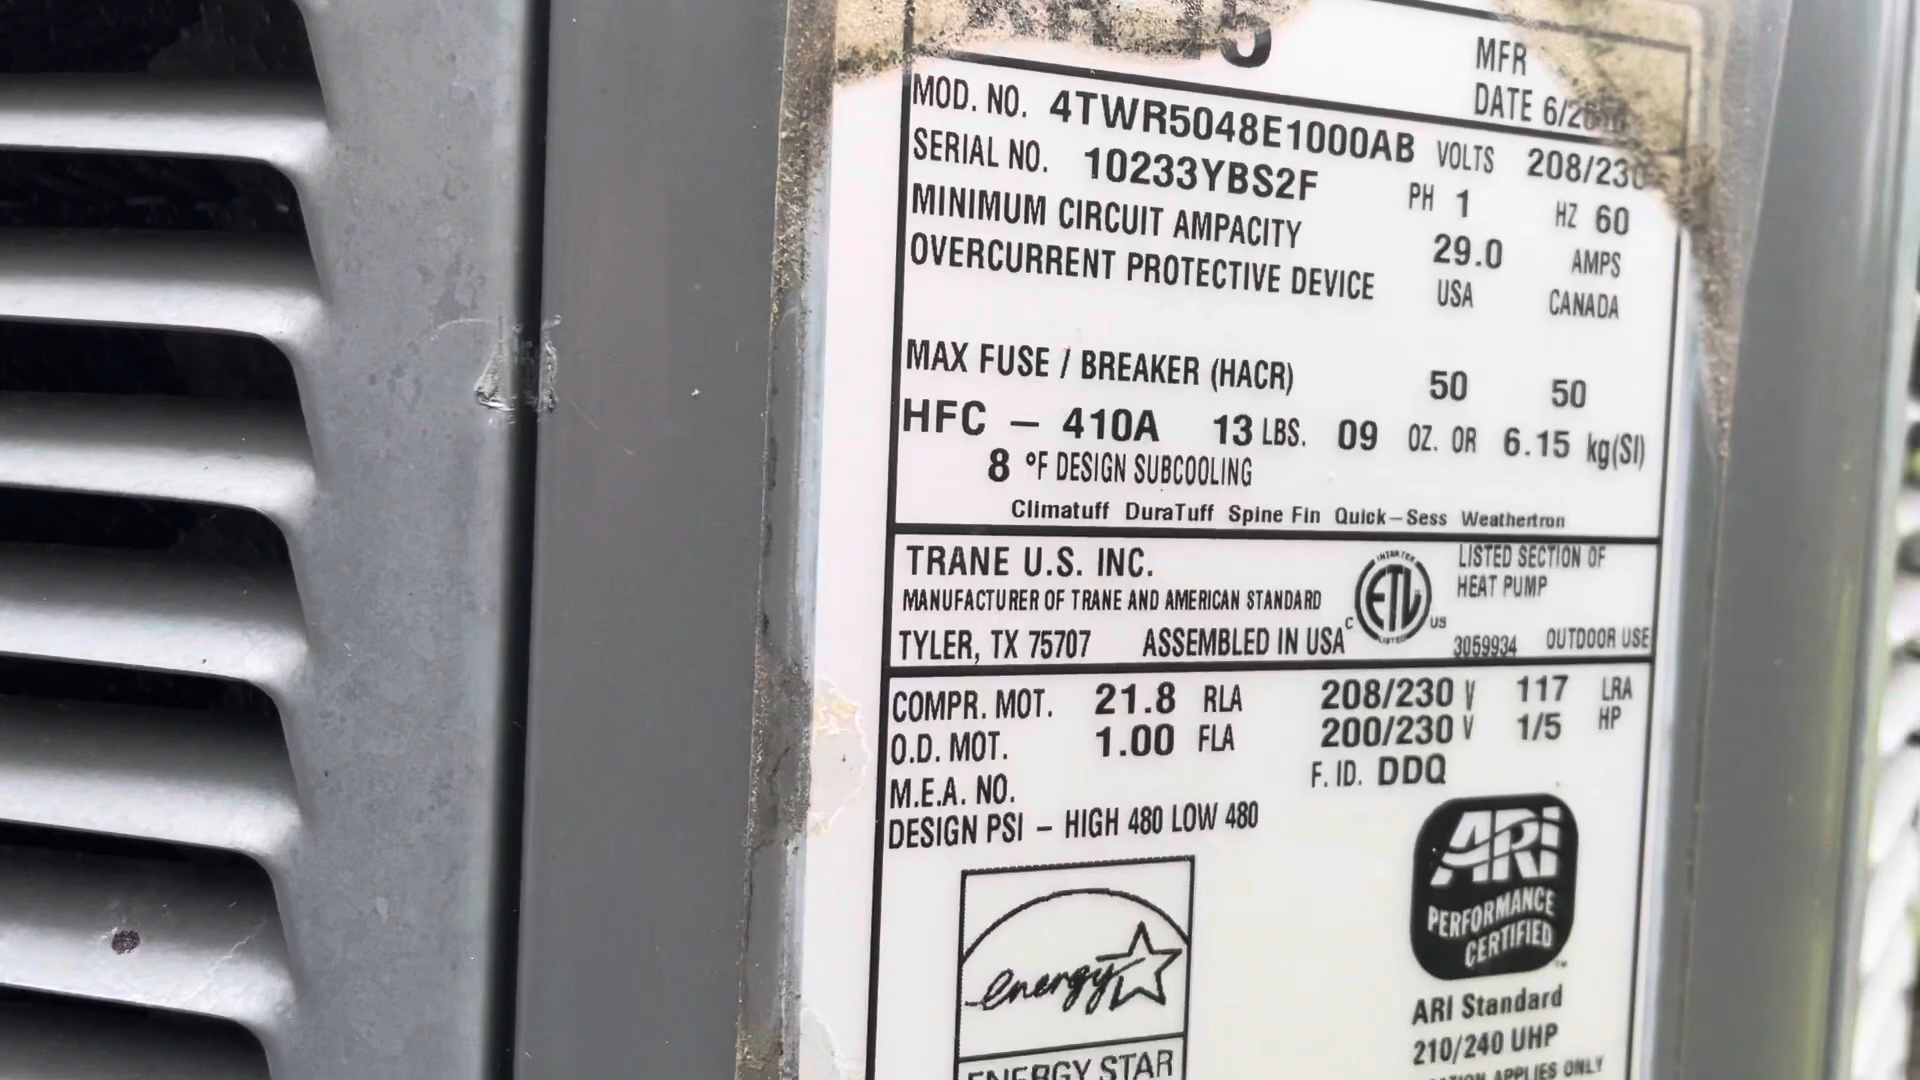 MFR
DATE 6/20
MOD. NO. 4TWR5048E1000AB VOLTS 208/230
SERIAL NO. 10233YBS2F PH 1 HZ 60
MINIMUM CIRCUIT AMPACITY 29.0 AMPS
OVERCURRENT PROTECTIVE DEVICE USA CANADA
MAX FUSE / BREAKER (HACR) 50 50
HFC – 410A 13 LBS. 09 OZ. OR 6.15 kg(SI)
8 °F DESIGN SUBCOOLING
Climatuff DuraTuff Spine Fin Quick–Sess Weathertron
TRANE U.S. INC.
MANUFACTURER OF TRANE AND AMERICAN STANDARD
TYLER, TX 75707 ASSEMBLED IN USA
INTERTEK
C ETL US
LISTED
LISTED SECTION OF
HEAT PUMP
3059934 OUTDOOR USE
COMPR. MOT. 21.8 RLA 208/230 V 117 LRA
O.D. MOT. 1.00 FLA 200/230 V 1/5 HP
M.E.A. NO. F. ID. DDQ
DESIGN PSI – HIGH 480 LOW 480
energy
ENERGY STAR
ARI
PERFORMANCE
CERTIFIED™
ARI Standard
210/240 UHP
APPLIES ONLY